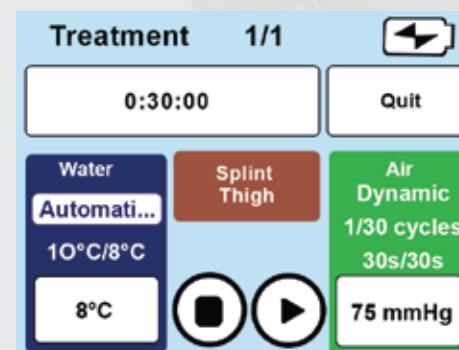 Treatment 1/1
0:30:00
Quit
Water
Automati...
10°C/8°C
8°C
Splint
Thigh
Air
Dynamic
1/30 cycles
30s/30s
75 mmHg